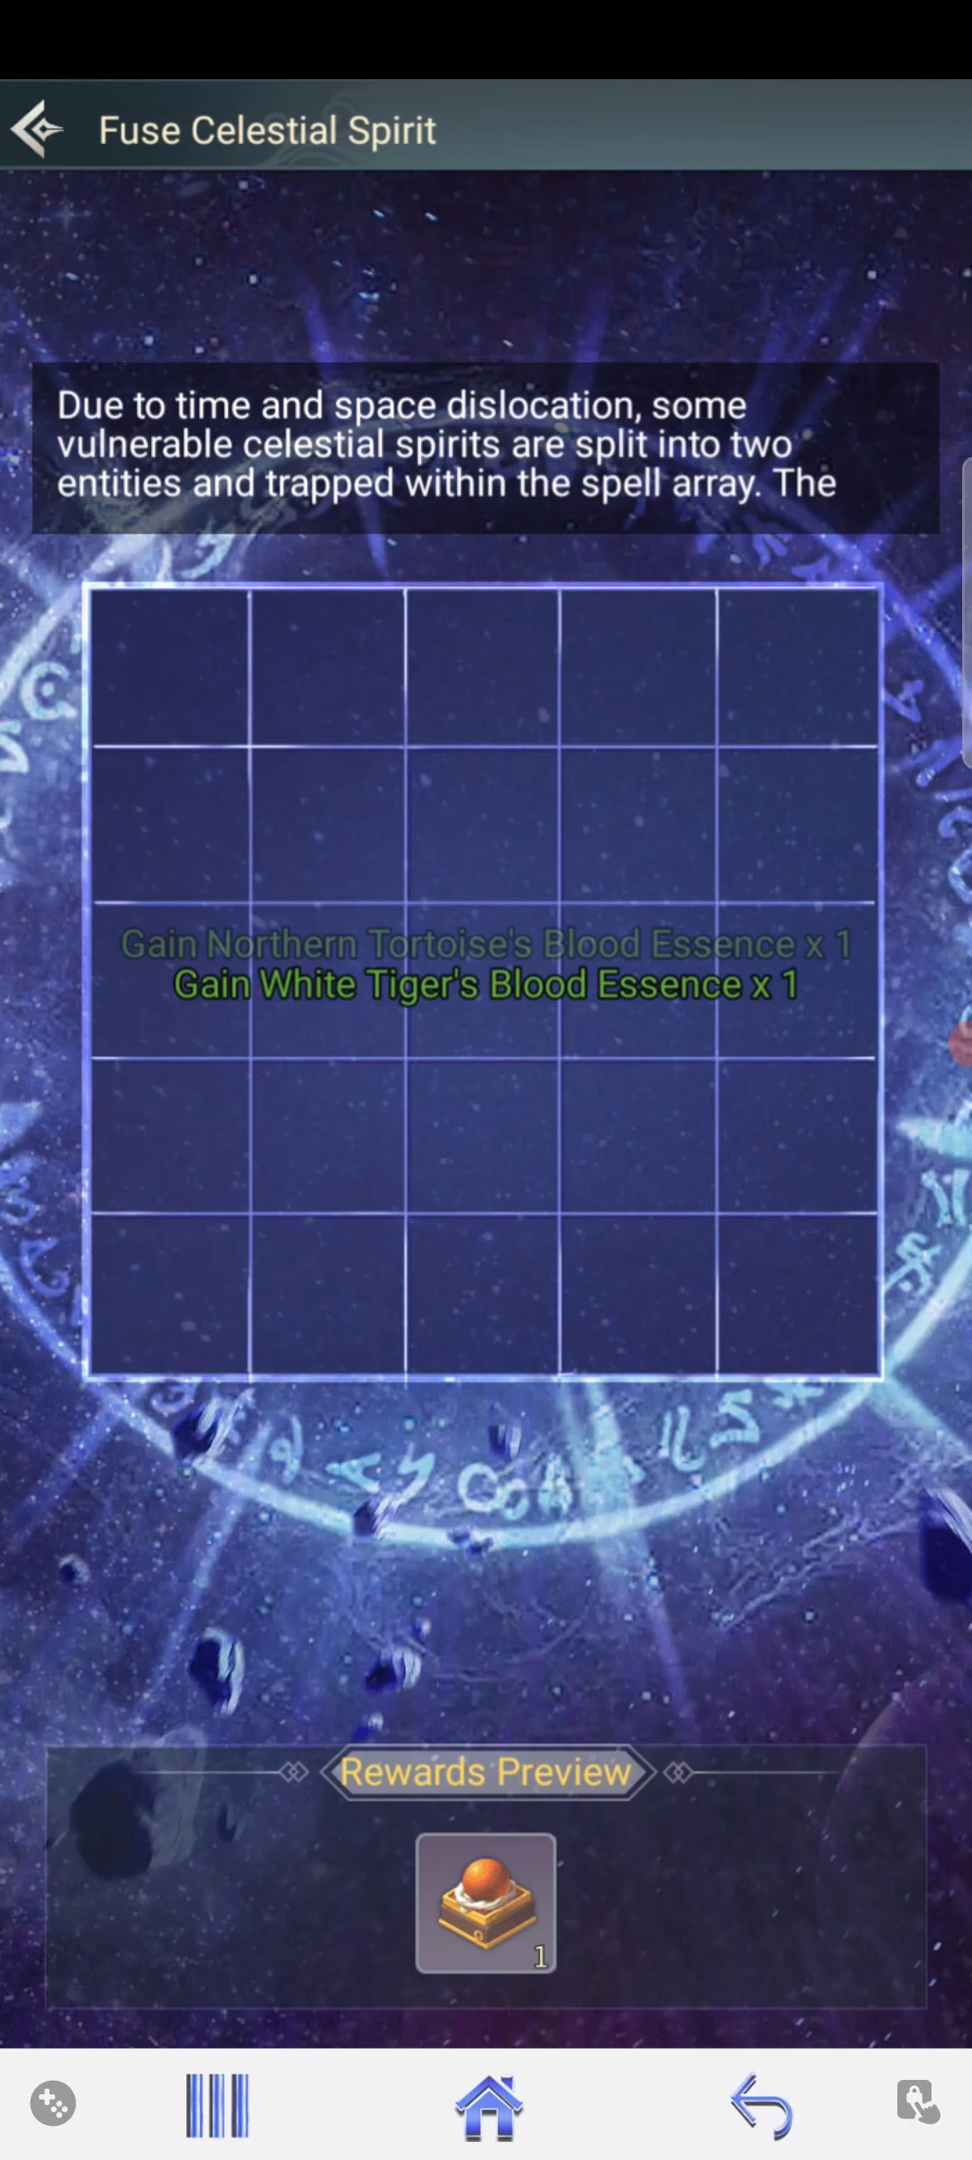 Fuse Celestial Spirit
Due to time and space dislocation, some
vulnerable celestial spirits are split into two
entities and trapped within the spell array. The
Gain Northern Tortoise's Blood Essence x 1
Gain White Tiger's Blood Essence x 1
Rewards Preview
1